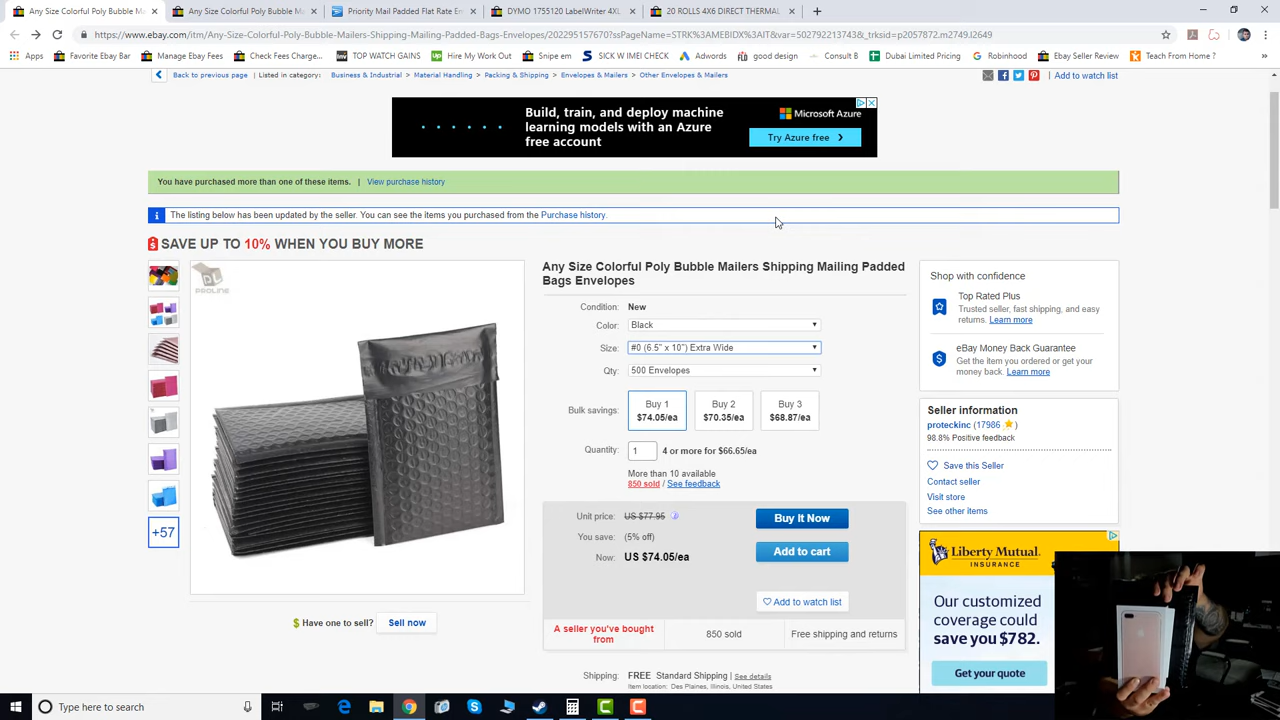 Any Size Colorful Poly Bubble M
Any Size Colorful Poly Bubble M
Priority Mail Padded Flat Rate En
DYMO 1755120 LabelWriter 4XL
20 ROLLS 4X6 DIRECT THERMAL
https://www.ebay.com/itm/Any-Size-Colorful-Poly-Bubble-Mailers-Shipping-Mailing-Padded-Bags-Envelopes/202295157670?ssPageName=STRK%3AMEBIDX%3AIT&var=502792213743&_trksid=p2057872.m2749.l2649
Apps
Favorite Bar
Manage Ebay Fees
Check Fees Charge...
TOP WATCH GAINS
Hire My Work Out
Snipe em
SICK W IMEI CHECK
Adwords
good design
Consult B
Dubai Limited Pricing
Robinhood
Ebay Seller Review
Teach From Home ?
Back to previous page | Listed in category: Business & Industrial > Material Handling > Packing & Shipping > Envelopes & Mailers > Other Envelopes & Mailers
Add to watch list
Build, train, and deploy machine
learning models with an Azure
free account
Microsoft Azure
Try Azure free
You have purchased more than one of these items. | View purchase history
The listing below has been updated by the seller. You can see the items you purchased from the Purchase history.
SAVE UP TO 10% WHEN YOU BUY MORE
DL
PROLINE
+57
Have one to sell? Sell now
Any Size Colorful Poly Bubble Mailers Shipping Mailing Padded
Bags Envelopes
Condition: New
Color: Black
Size: #0 (6.5" x 10") Extra Wide
Qty: 500 Envelopes
Bulk savings:
Buy 1
$74.05/ea
Buy 2
$70.35/ea
Buy 3
$68.87/ea
Quantity: 1 4 or more for $66.65/ea
More than 10 available
850 sold / See feedback
Unit price: US $77.95
You save: (5% off)
Now: US $74.05/ea
Buy It Now
Add to cart
Add to watch list
A seller you've bought
from
850 sold
Free shipping and returns
Shipping: FREE Standard Shipping | See details
Item location: Des Plaines, Illinois, United States
Shop with confidence
Top Rated Plus
Trusted seller, fast shipping, and easy
returns. Learn more
eBay Money Back Guarantee
Get the item you ordered or get your
money back. Learn more
Seller information
proteckinc (17986)
98.8% Positive feedback
Save this Seller
Contact seller
Visit store
See other items
Liberty Mutual.
INSURANCE
Our customized
coverage could
save you $782.
Get your quote
Type here to search